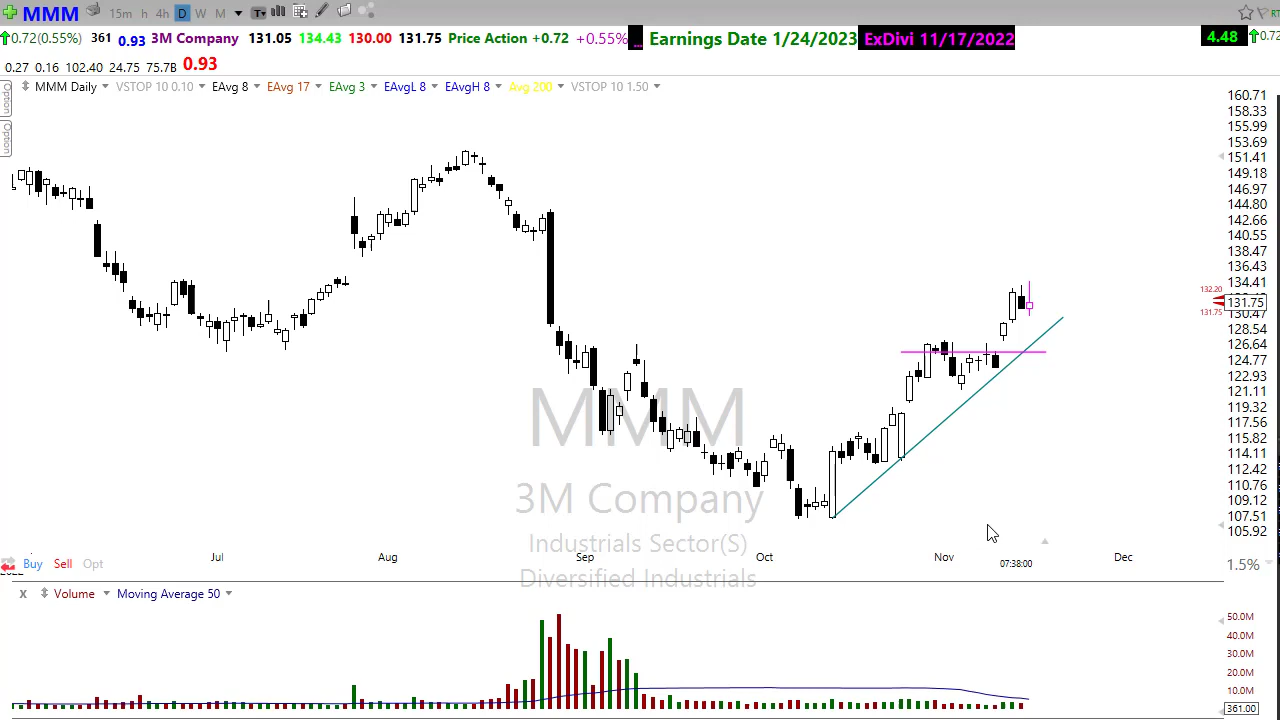 MMM 15m h 4h D W M T
0.72(0.55%) 361 0.93 3M Company 131.05 134.43 130.00 131.75 Price Action +0.72 +0.55% ... Earnings Date 1/24/2023 ExDivi 11/17/2022 4.48 0.72
0.27 0.16 102.40 24.75 75.7B 0.93
MMM Daily VSTOP 10 0.10 EAvg 8 EAvg 17 EAvg 3 EAvgL 8 EAvgH 8 Avg 200 VSTOP 10 1.50
Option
Option
160.71
158.33
155.99
153.69
151.41
149.18
146.97
144.80
142.66
140.55
138.47
136.43
134.41
132.20
131.75
131.75
130.47
128.54
126.64
124.77
122.93
121.11
119.32
117.56
115.82
114.11
112.42
110.76
109.12
107.51
105.92
MMM
3M Company
Industrials Sector(S)
Diversified Industrials
Jul Aug Sep Oct Nov Dec
Buy Sell Opt 07:38:00 1.5%
x Volume Moving Average 50
50.0M
40.0M
30.0M
20.0M
10.0M
361.00